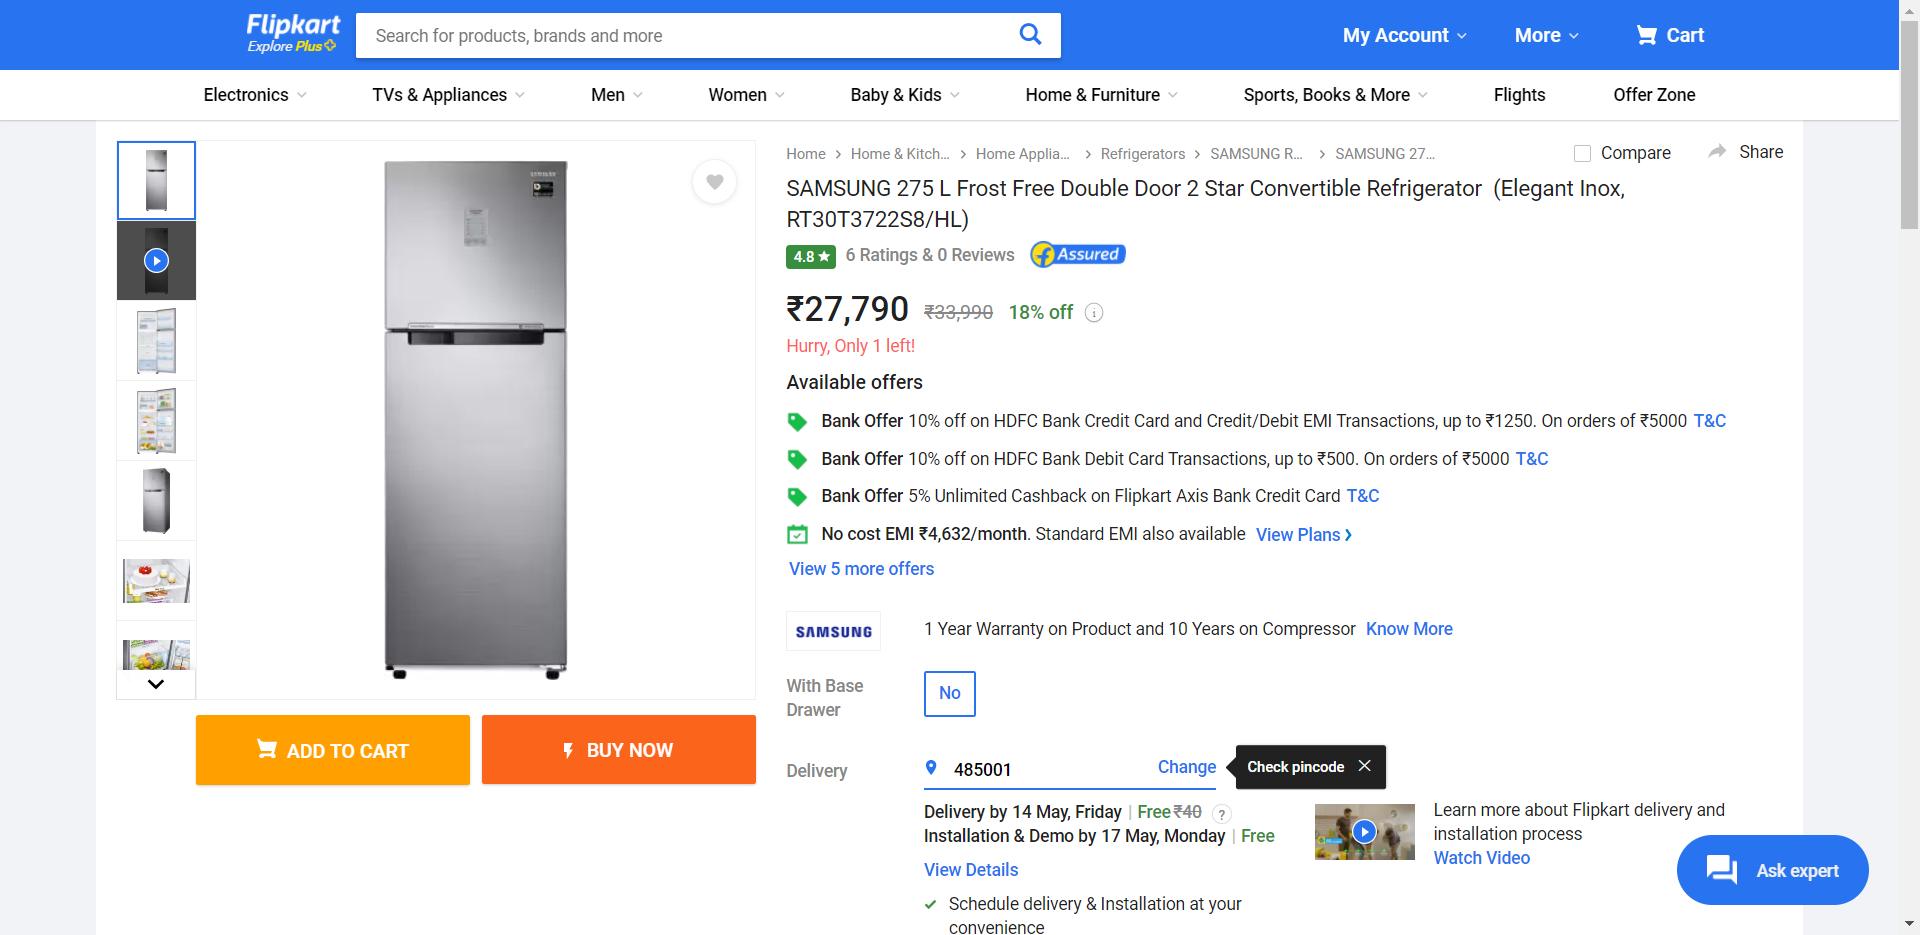 Flipkart
Explore Plus
Search for products, brands and more
My Account
More
Cart
Electronics
TVs & Appliances
Men
Women
Baby & Kids
Home & Furniture
Sports, Books & More
Flights
Offer Zone
Home
Home & Kitch...
Home Applia...
Refrigerators
SAMSUNG R...
SAMSUNG 27...
Compare
Share
SAMSUNG 275 L Frost Free Double Door 2 Star Convertible Refrigerator (Elegant Inox,
RT30T3722S8/HL)
4.8
6 Ratings & 0 Reviews
Assured
₹27,790 ₹33,990 18% off
Hurry, Only 1 left!
Available offers
Bank Offer 10% off on HDFC Bank Credit Card and Credit/Debit EMI Transactions, up to ₹1250. On orders of ₹5000 T&C
Bank Offer 10% off on HDFC Bank Debit Card Transactions, up to ₹500. On orders of ₹5000 T&C
Bank Offer 5% Unlimited Cashback on Flipkart Axis Bank Credit Card T&C
No cost EMI ₹4,632/month. Standard EMI also available View Plans
View 5 more offers
SAMSUNG
1 Year Warranty on Product and 10 Years on Compressor Know More
With Base
Drawer
No
ADD TO CART
BUY NOW
Delivery
485001
Change
Check pincode
Delivery by 14 May, Friday | Free ₹40 ?
Installation & Demo by 17 May, Monday | Free
View Details
Schedule delivery & Installation at your
convenience
Learn more about Flipkart delivery and
installation process
Watch Video
Ask expert